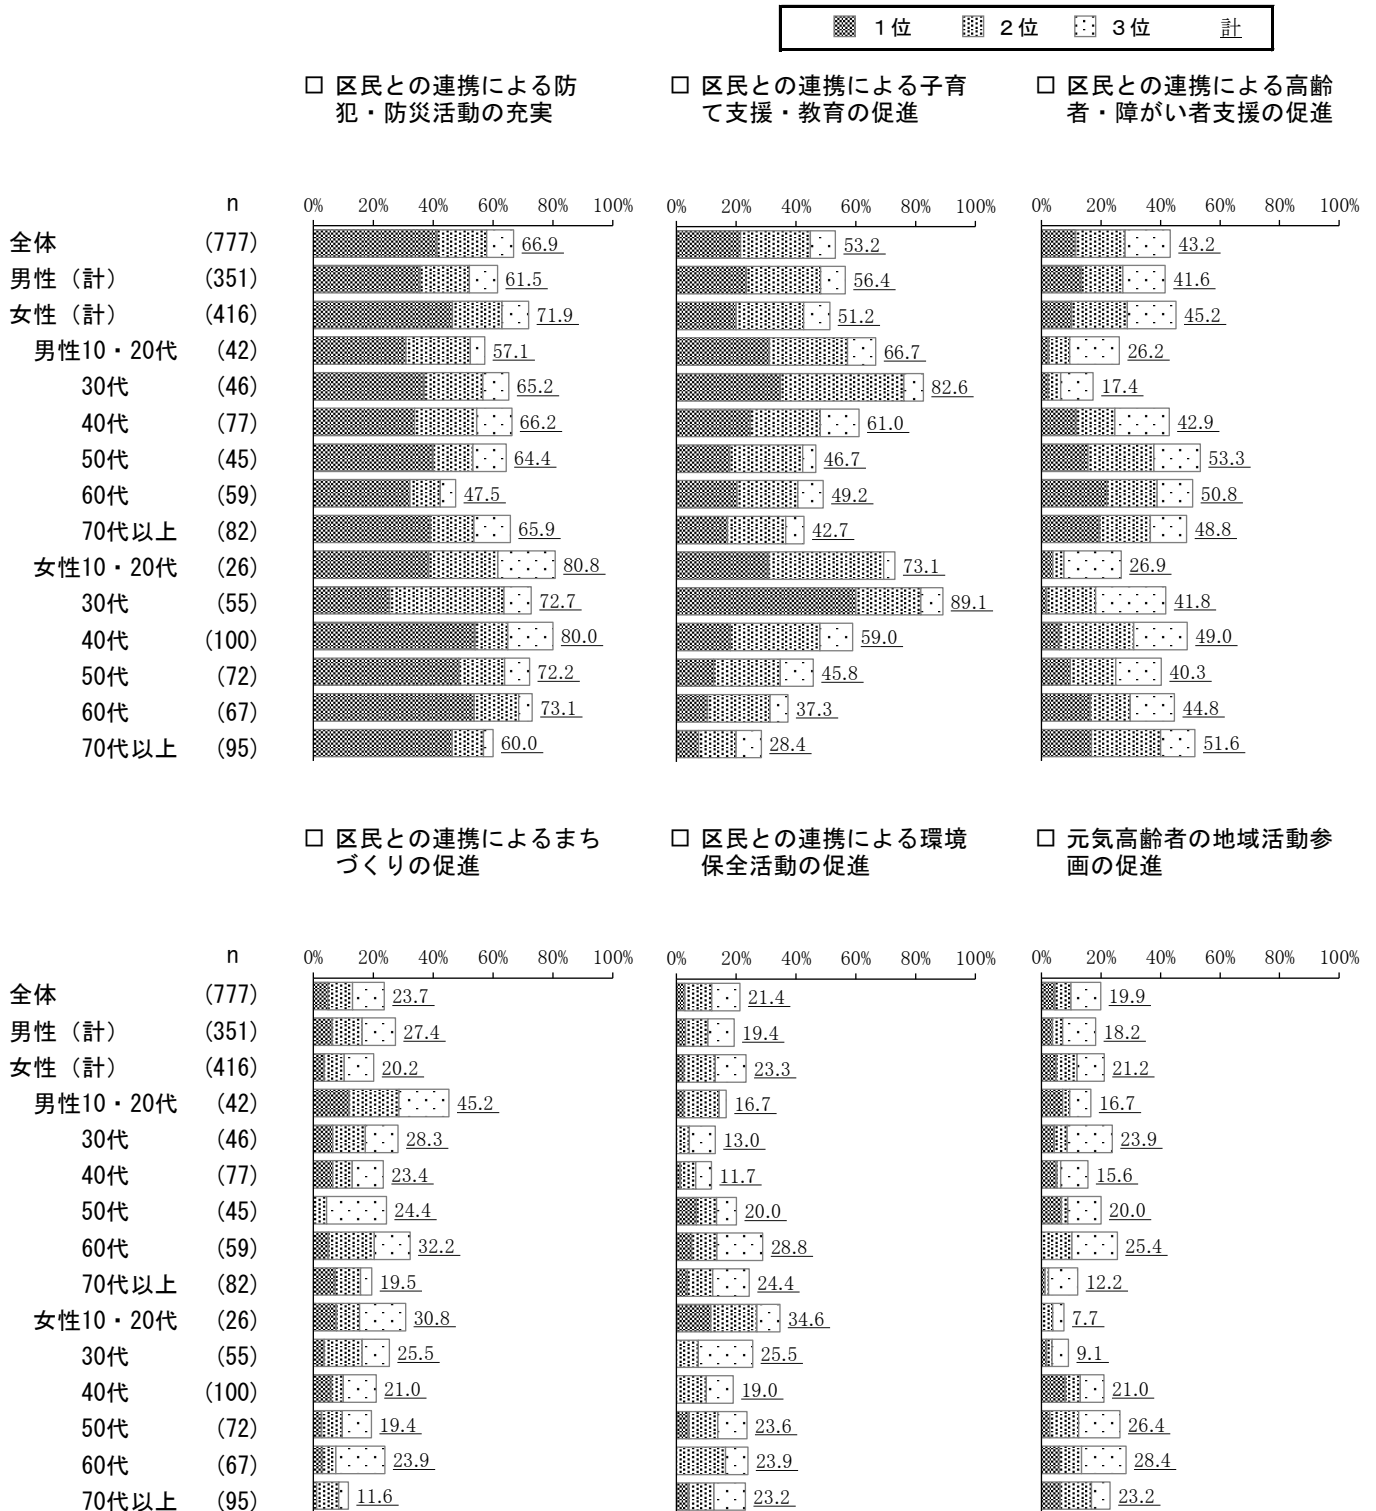 1位 2位 3位 計
□ 区民との連携による防
犯・防災活動の充実
□ 区民との連携による子育
て支援・教育の促進
□ 区民との連携による高齢
者・障がい者支援の促進
n 0% 20% 40% 60% 80% 100% 0% 20% 40% 60% 80% 100% 0% 20% 40% 60% 80% 100%
全体 (777) 66.9 53.2 43.2
男性（計） (351) 61.5 56.4 41.6
女性（計） (416) 71.9 51.2 45.2
男性10・20代 (42) 57.1 66.7 26.2
30代 (46) 65.2 82.6 17.4
40代 (77) 66.2 61.0 42.9
50代 (45) 64.4 46.7 53.3
60代 (59) 47.5 49.2 50.8
70代以上 (82) 65.9 42.7 48.8
女性10・20代 (26) 80.8 73.1 26.9
30代 (55) 72.7 89.1 41.8
40代 (100) 80.0 59.0 49.0
50代 (72) 72.2 45.8 40.3
60代 (67) 73.1 37.3 44.8
70代以上 (95) 60.0 28.4 51.6
□ 区民との連携によるまち
づくりの促進
□ 区民との連携による環境
保全活動の促進
□ 元気高齢者の地域活動参
画の促進
n 0% 20% 40% 60% 80% 100% 0% 20% 40% 60% 80% 100% 0% 20% 40% 60% 80% 100%
全体 (777) 23.7 21.4 19.9
男性（計） (351) 27.4 19.4 18.2
女性（計） (416) 20.2 23.3 21.2
男性10・20代 (42) 45.2 16.7 16.7
30代 (46) 28.3 13.0 23.9
40代 (77) 23.4 11.7 15.6
50代 (45) 24.4 20.0 20.0
60代 (59) 32.2 28.8 25.4
70代以上 (82) 19.5 24.4 12.2
女性10・20代 (26) 30.8 34.6 7.7
30代 (55) 25.5 25.5 9.1
40代 (100) 21.0 19.0 21.0
50代 (72) 19.4 23.6 26.4
60代 (67) 23.9 23.9 28.4
70代以上 (95) 11.6 23.2 23.2